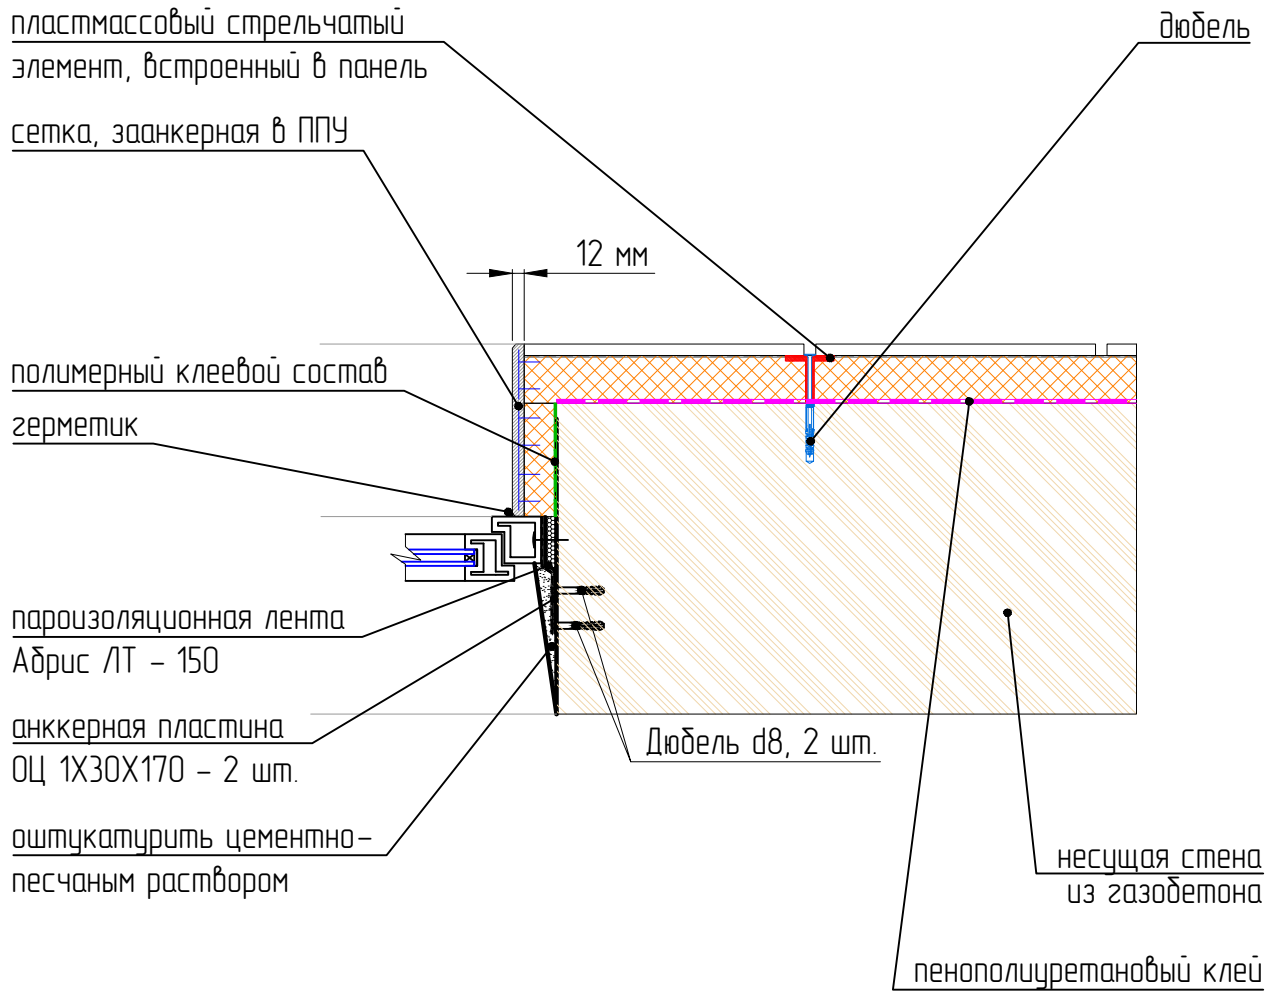 пластмассовый стрельчатый
элемент, встроенный в панель
дюбель
сетка, заанкерная в ППУ
12 мм
полимерный клеевой состав
герметик
пароизоляционная лента
Абрис ЛТ - 150
анккерная пластина
ОЦ 1X30X170 - 2 шт.
Дюбель d8, 2 шт.
оштукатурить цементно-
песчаным раствором
несущая стена
из газобетона
пенополиуретановый клей